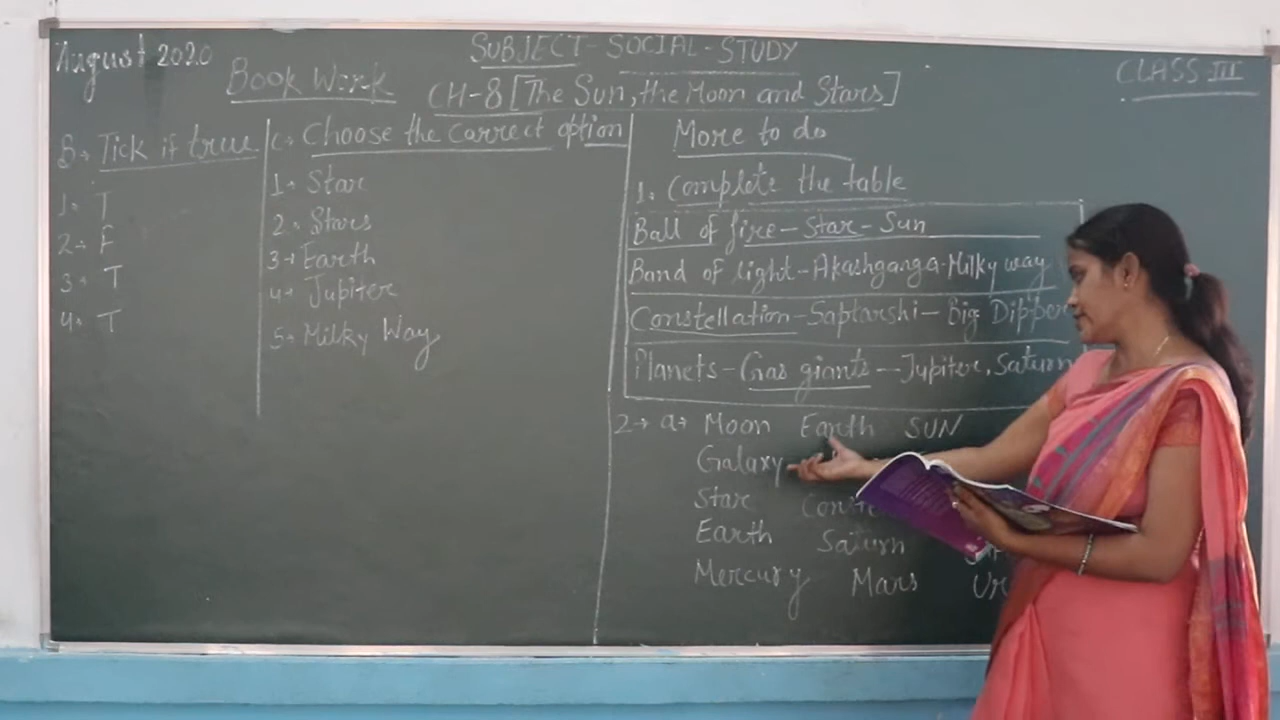 August 2020
SUBJECT-SOCIAL-STUDY
CLASS III
Book Work
CH-8[The Sun, the Moon and Stars]
B→ Tick if true
1→ T
2→ F
3→ T
4→ T
C→ Choose the correct option
1→ Star
2→ Stars
3→ Earth
4→ Jupiter
5→ Milky Way
More to do
1. Complete the table
Ball of fire-Star-Sun
Band of light-Akashganga-Milky way
Constellation-Saptarshi-Big Dipper
Planets-Gas giants-Jupiter, Saturn
2→ a→ Moon Earth SUN
Galaxy
Star
Earth Saturn
Mercury Mars